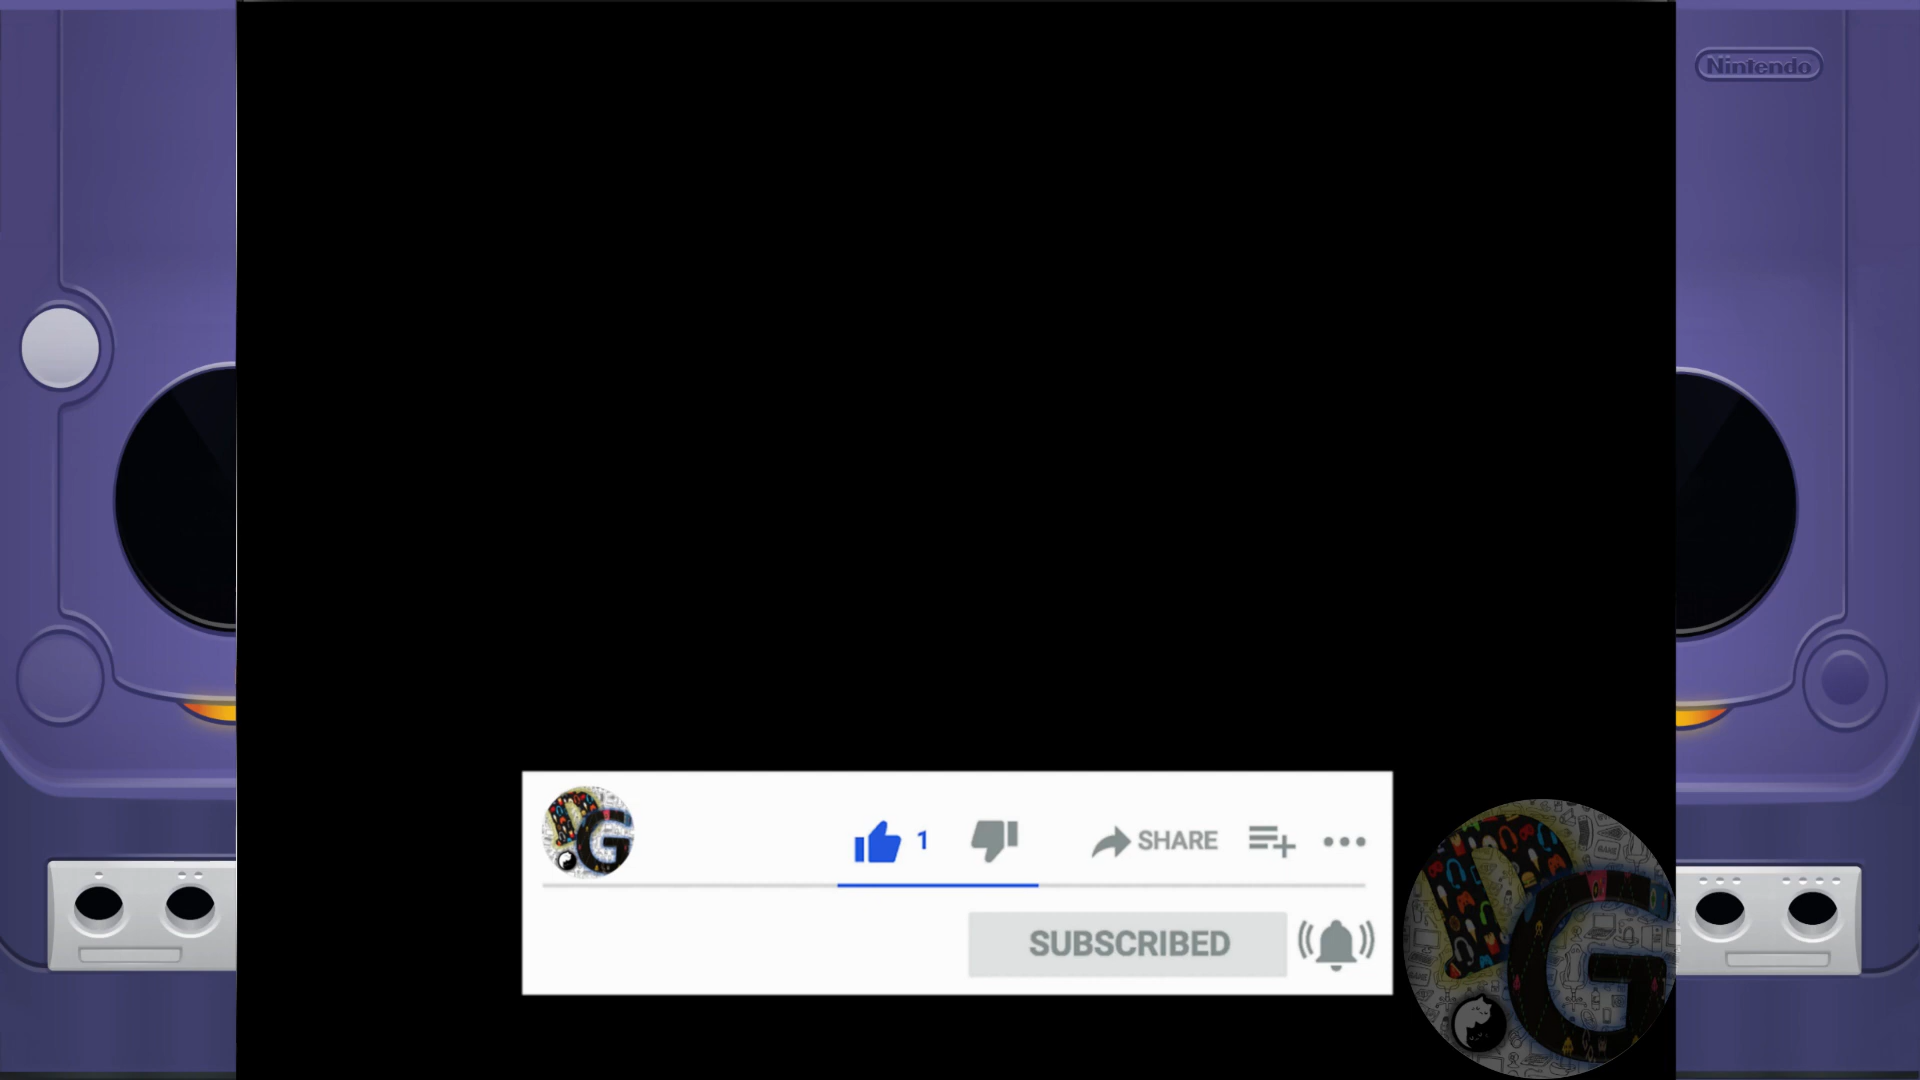 Nintendo
1 SHARE
SUBSCRIBED
G
G